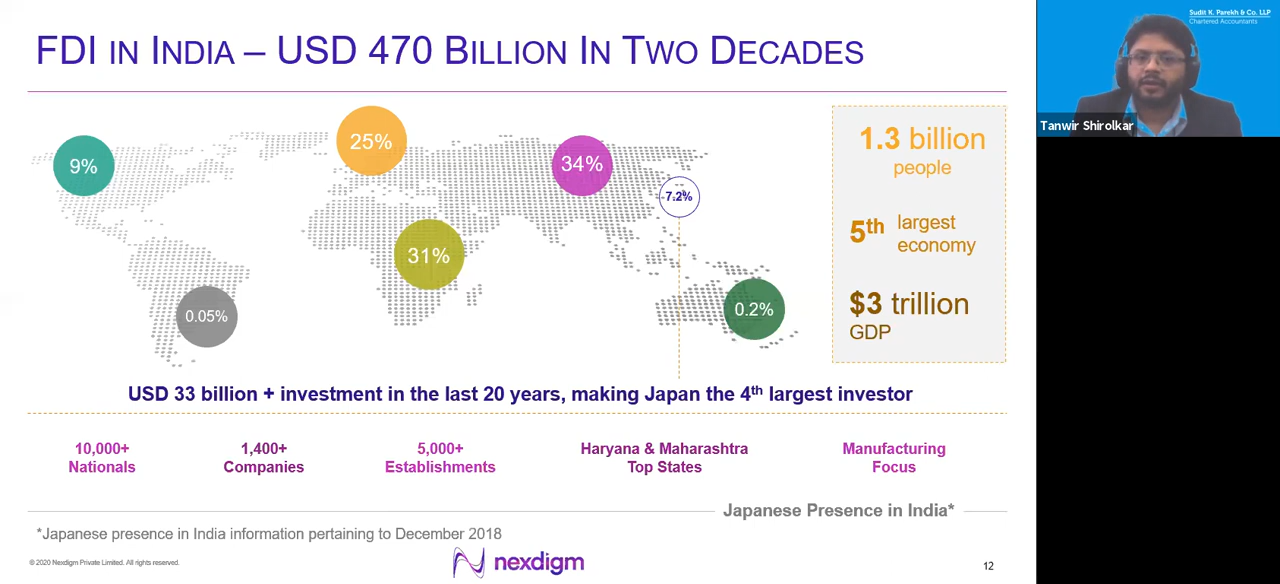 FDI IN INDIA – USD 470 BILLION IN TWO DECADES
Sudit K. Parekh & Co. LLP
Chartered Accountants
Tanwir Shirolkar
9%
25%
34%
7.2%
31%
0.05%
0.2%
1.3 billion
people
5th largest
economy
$3 trillion
GDP
USD 33 billion + investment in the last 20 years, making Japan the 4th largest investor
10,000+
Nationals
1,400+
Companies
5,000+
Establishments
Haryana & Maharashtra
Top States
Manufacturing
Focus
Japanese Presence in India*
*Japanese presence in India information pertaining to December 2018
© 2020 Nexdigm Private Limited. All rights reserved.
nexdigm
12